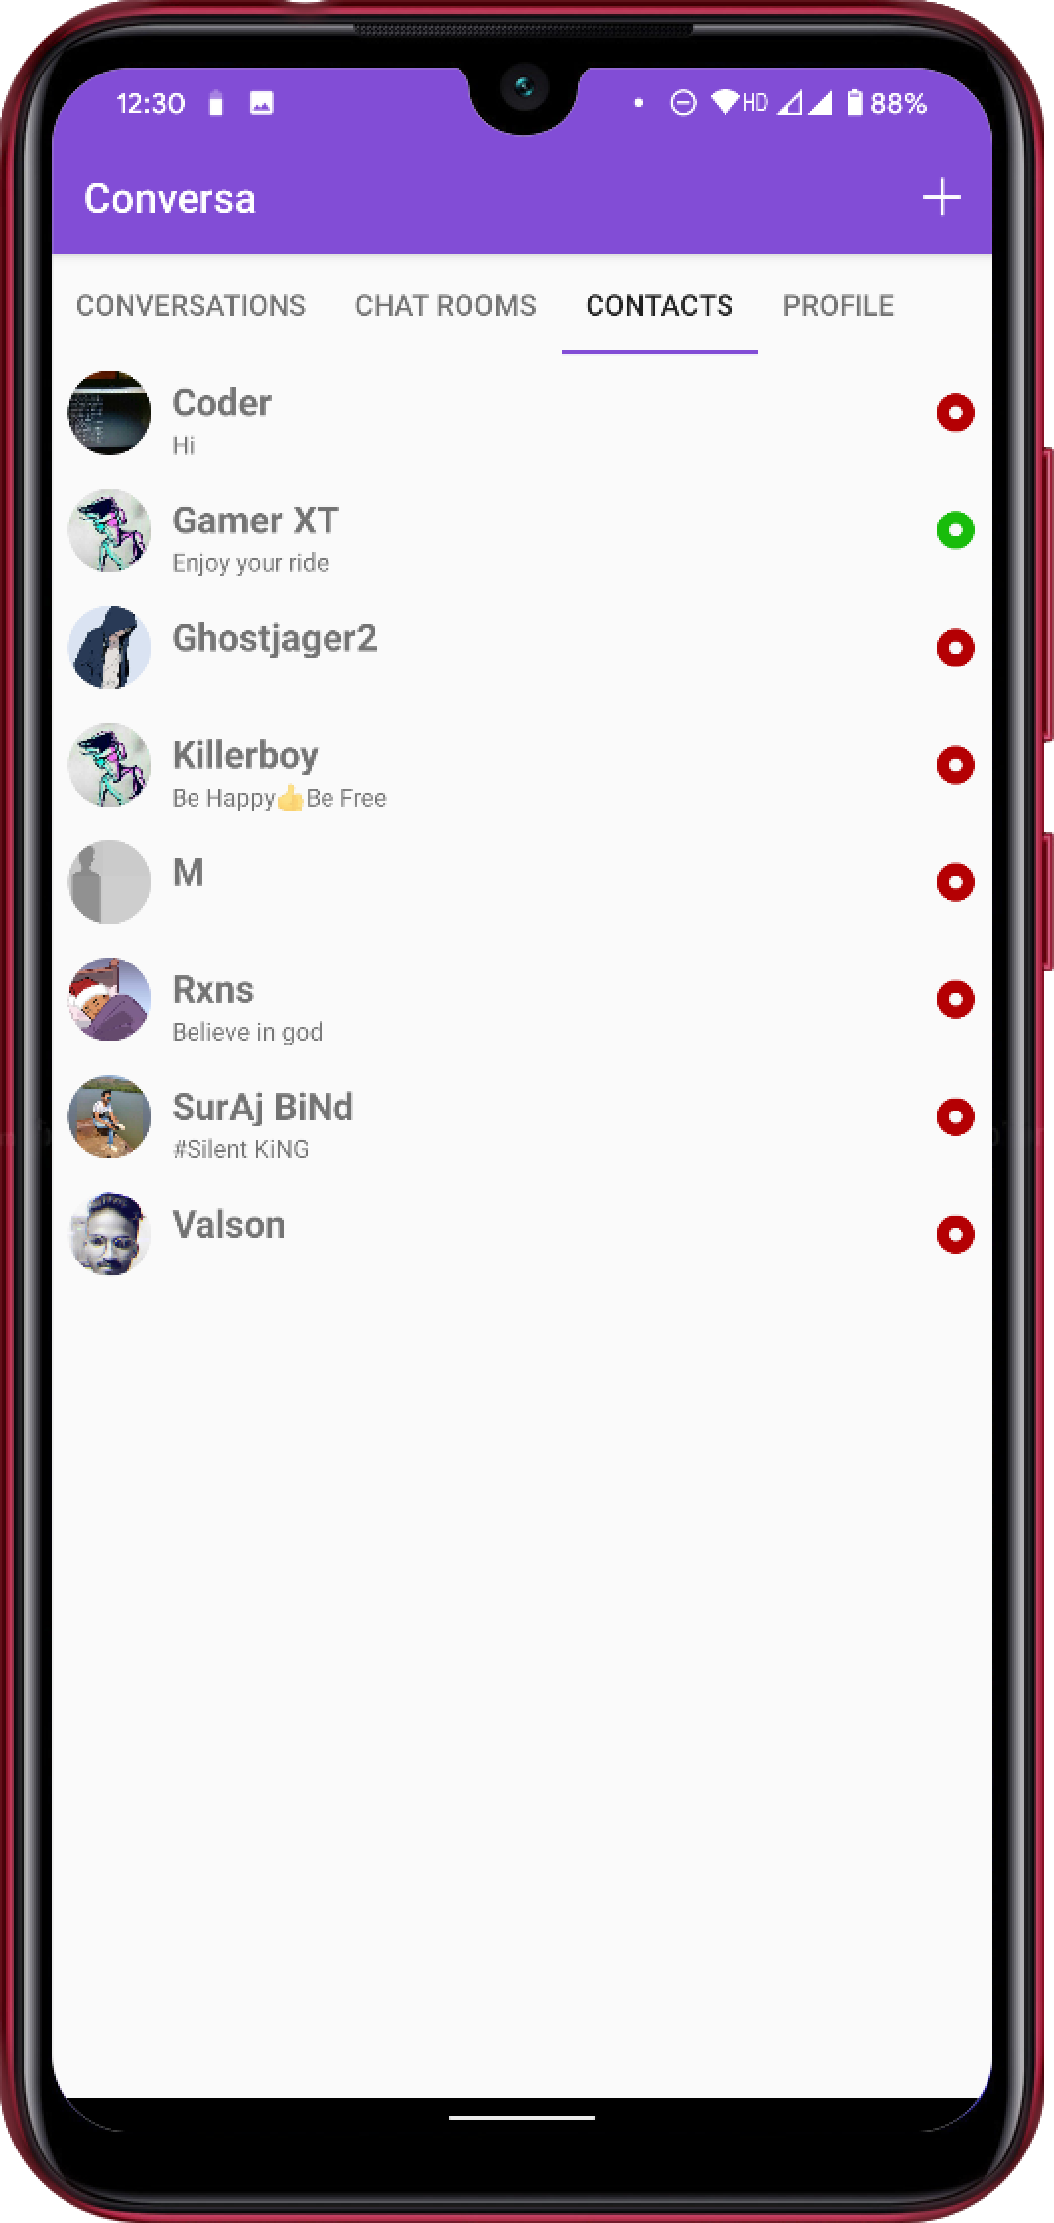 12:30 HD 88%
Conversa
CONVERSATIONS CHAT ROOMS CONTACTS PROFILE
Coder
Hi
Gamer XT
Enjoy your ride
Ghostjager2
Killerboy
Be Happy👍Be Free
M
Rxns
Believe in god
SurAj BiNd
#Silent KiNG
Valson